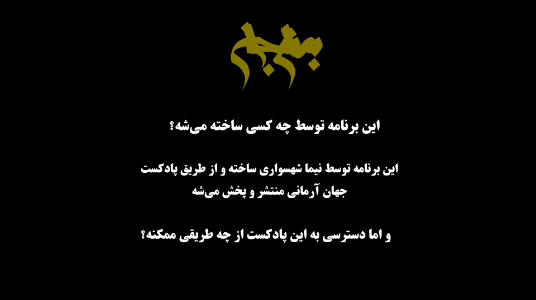 این برنامه توسط چه کسی ساخته می‌شه؟
این برنامه توسط نیما شهسواری ساخته و از طریق پادکست
جهان آرمانی منتشر و پخش می‌شه
و اما دسترسی به این پادکست از چه طریقی ممکنه؟